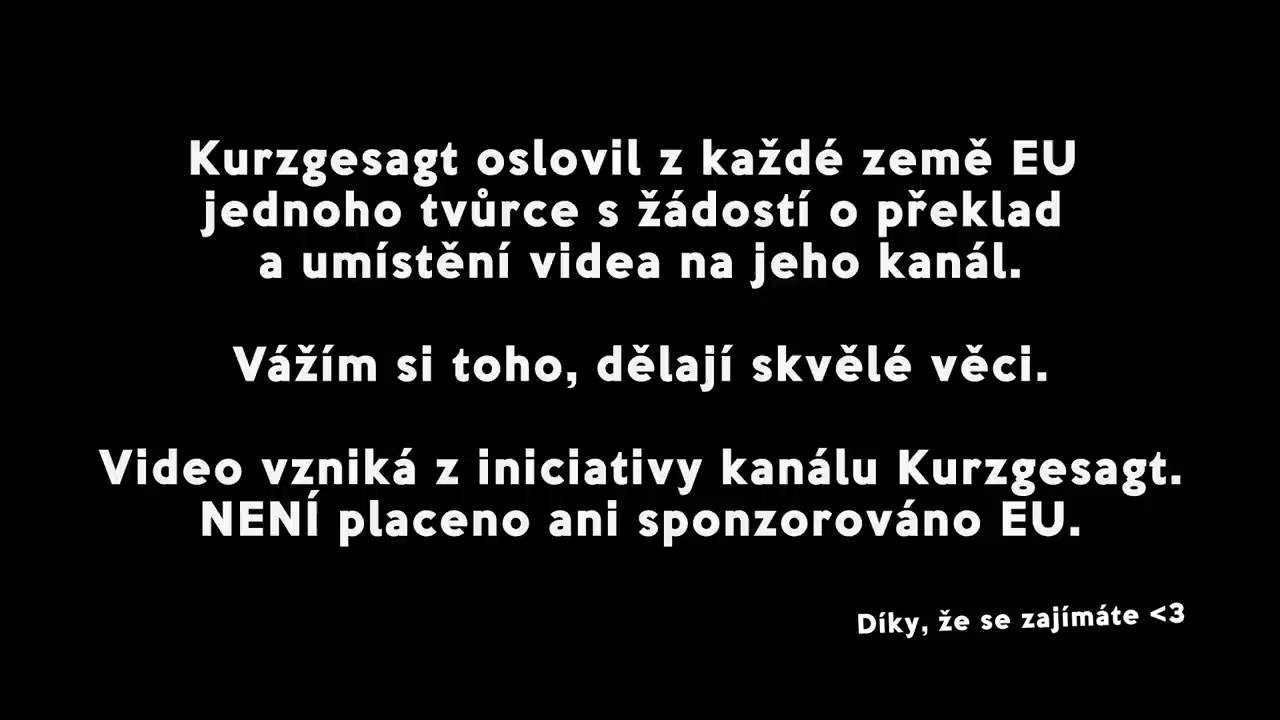 Kurzgesagt oslovil z každé země EU
jednoho tvůrce s žádostí o překlad
a umístění videa na jeho kanál.
Vážím si toho, dělají skvělé věci.
Video vzniká z iniciativy kanálu Kurzgesagt.
NENÍ placeno ani sponzorováno EU.
Díky, že se zajímáte <3